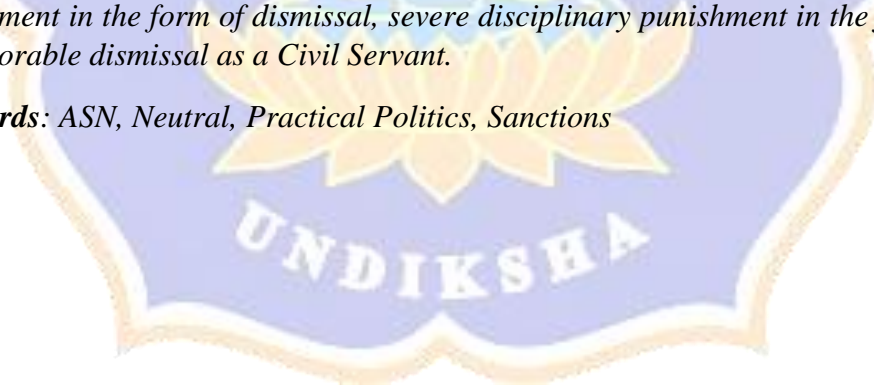 ment in the form of dismissal, severe disciplinary punishment in the
orable dismissal as a Civil Servant.
rds: ASN, Neutral, Practical Politics, Sanctions
UNDIKSHA